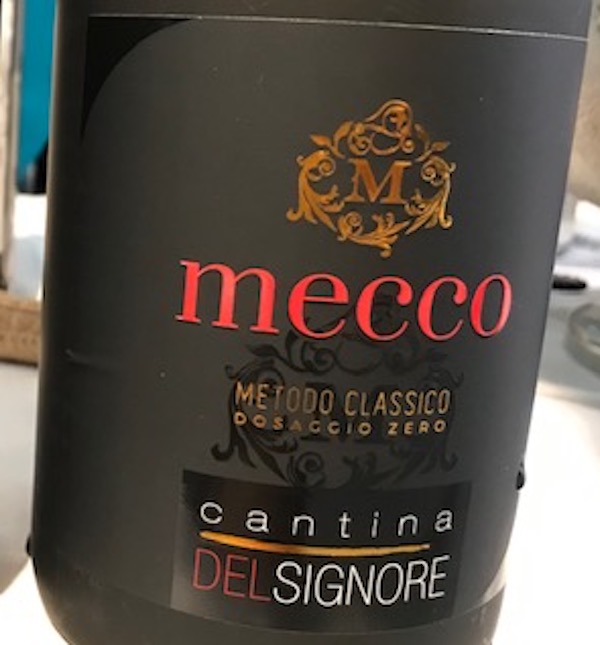 M
mecco
METODO CLASSICO
DOSAGGIO ZERO
cantina
DELSIGNORE